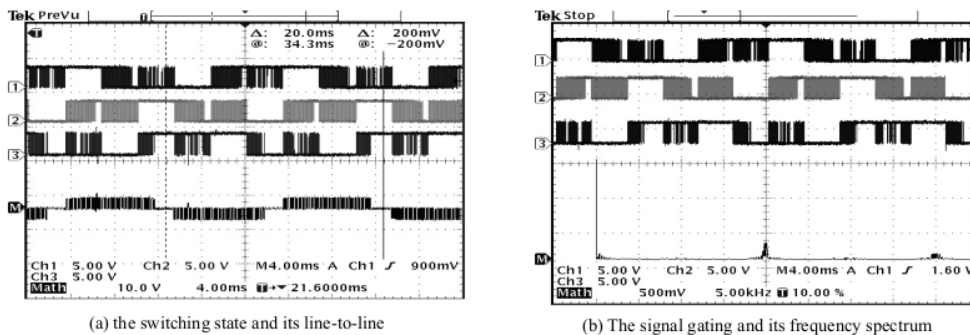 Tek PreVu
T
Δ: 20.0ms Δ: 200mV
@: 34.3ms @: -200mV
T
1
2
3
M
Ch1 5.00 V Ch2 5.00 V M4.00ms A Ch1 ʃ 900mV
Ch3 5.00 V
Math 10.0 V 4.00ms T→▼ 21.6000ms
(a) the switching state and its line-to-line
Tek Stop
1
2
3
M
Ch1 5.00 V Ch2 5.00 V M4.00ms A Ch1 ʃ 1.60 V
Ch3 5.00 V
Math 500mV 5.00kHz T 10.00 %
(b) The signal gating and its frequency spectrum